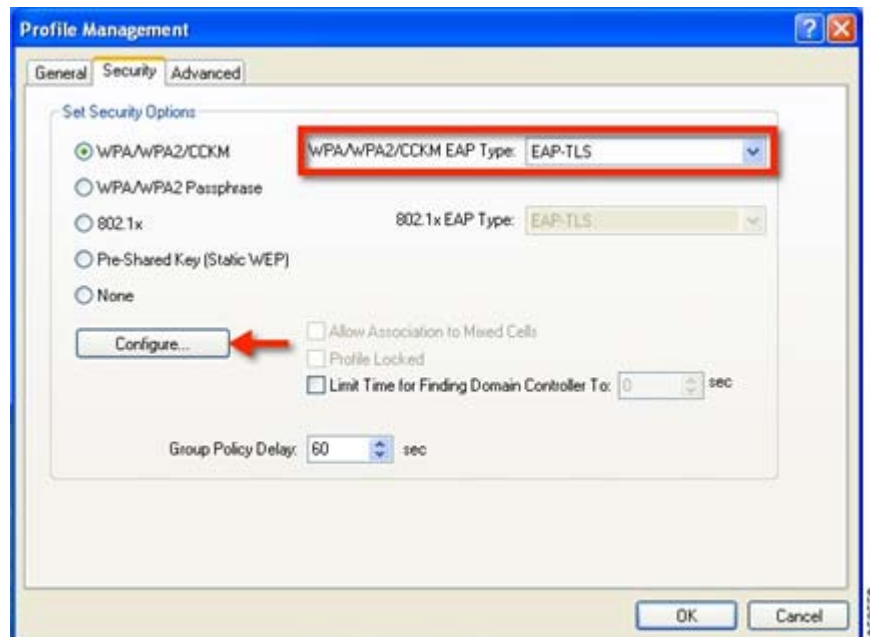 Profile Management
General Security Advanced
Set Security Options
WPA/WPA2/CCKM WPA/WPA2/CCKM EAP Type: EAP-TLS
WPA/WPA2 Passphrase
802.1x 802.1x EAP Type: EAP-TLS
Pre-Shared Key (Static WEP)
None
Configure...
Allow Association to Mixed Cells
Profile Locked
Limit Time for Finding Domain Controller To: 0 sec
Group Policy Delay: 60 sec
OK Cancel